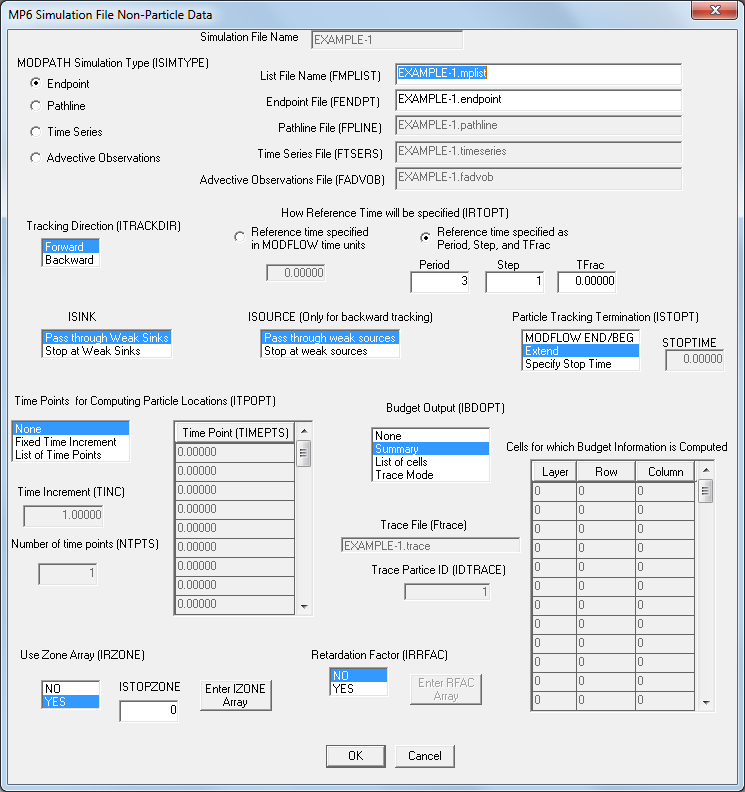 MP6 Simulation File Non-Particle Data
Simulation File Name EXAMPLE-1
MODPATH Simulation Type (ISIMTYPE)
Endpoint
Pathline
Time Series
Advective Observations
List File Name (FMPLIST) EXAMPLE-1.mplist
Endpoint File (FENDPT) EXAMPLE-1.endpoint
Pathline File (FPLINE) EXAMPLE-1.pathline
Time Series File (FTSERS) EXAMPLE-1.timeseries
Advective Observations File (FADVOB) EXAMPLE-1.fadvob
Tracking Direction (ITRACKDIR)
Forward
Backward
How Reference Time will be specified (IRTOPT)
Reference time specified
in MODFLOW time units
0.00000
Reference time specified as
Period, Step, and TFrac
Period Step TFrac
3 1 0.00000
ISINK
Pass through Weak Sinks
Stop at Weak Sinks
ISOURCE (Only for backward tracking)
Pass through weak sources
Stop at weak sources
Particle Tracking Termination (ISTOPT)
MODFLOW END/BEG
Extend
Specify Stop Time
STOPTIME
0.00000
Time Points for Computing Particle Locations (ITPOPT)
None
Fixed Time Increment
List of Time Points
Time Increment (TINC)
1.00000
Number of time points (NTPTS)
1
Time Point (TIMEPTS)
0.00000
0.00000
0.00000
0.00000
0.00000
0.00000
0.00000
0.00000
0.00000
Budget Output (IBDOPT)
None
Summary
List of cells
Trace Mode
Trace File (Ftrace)
EXAMPLE-1.trace
Trace Partice ID (IDTRACE)
1
Cells for which Budget Information is Computed
Layer Row Column
0 0 0
0 0 0
0 0 0
0 0 0
0 0 0
0 0 0
0 0 0
0 0 0
0 0 0
0 0 0
0 0 0
0 0 0
Use Zone Array (IRZONE)
NO
YES
ISTOPZONE
0
Enter IZONE
Array
Retardation Factor (IRRFAC)
NO
YES
Enter RFAC
Array
OK Cancel